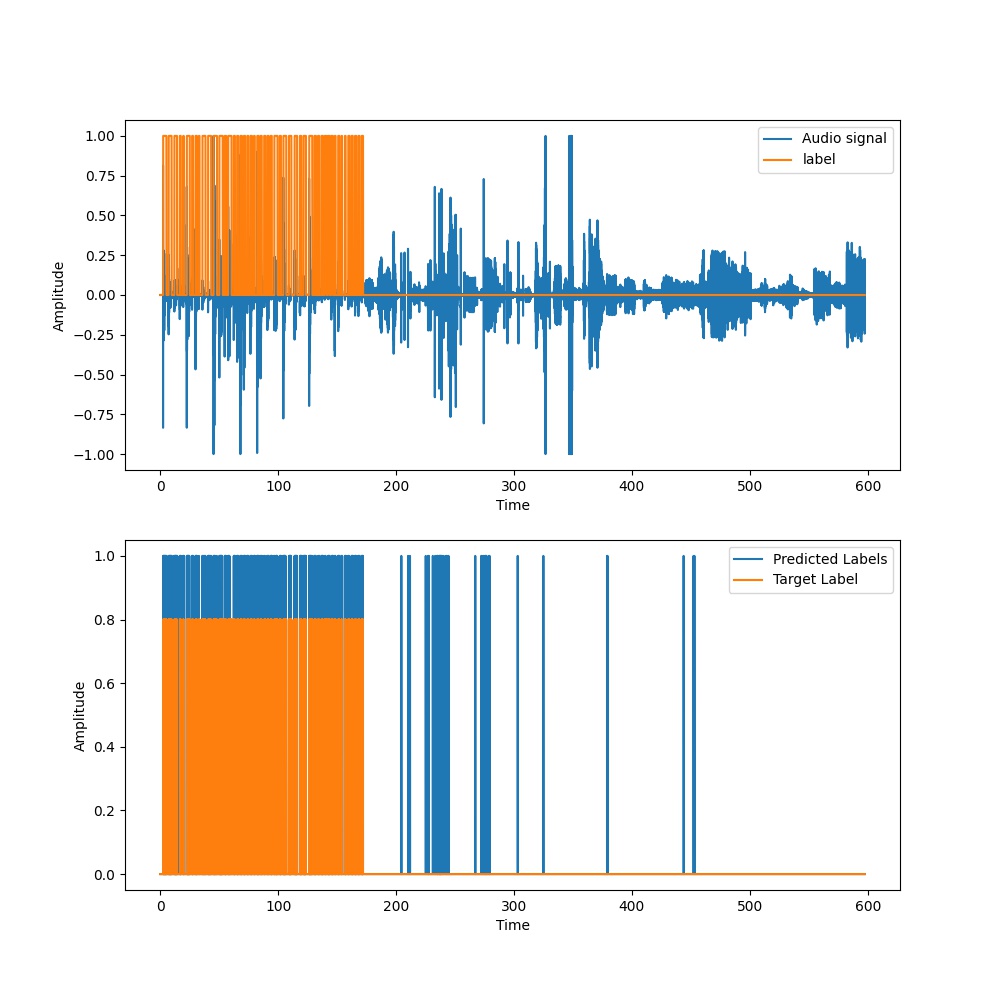 1.00
0.75
0.50
0.25
0.00
−0.25
−0.50
−0.75
−1.00
Amplitude
Audio signal
label
0 100 200 300 400 500 600
Time
1.0
0.8
0.6
0.4
0.2
0.0
Amplitude
Predicted Labels
Target Label
0 100 200 300 400 500 600
Time